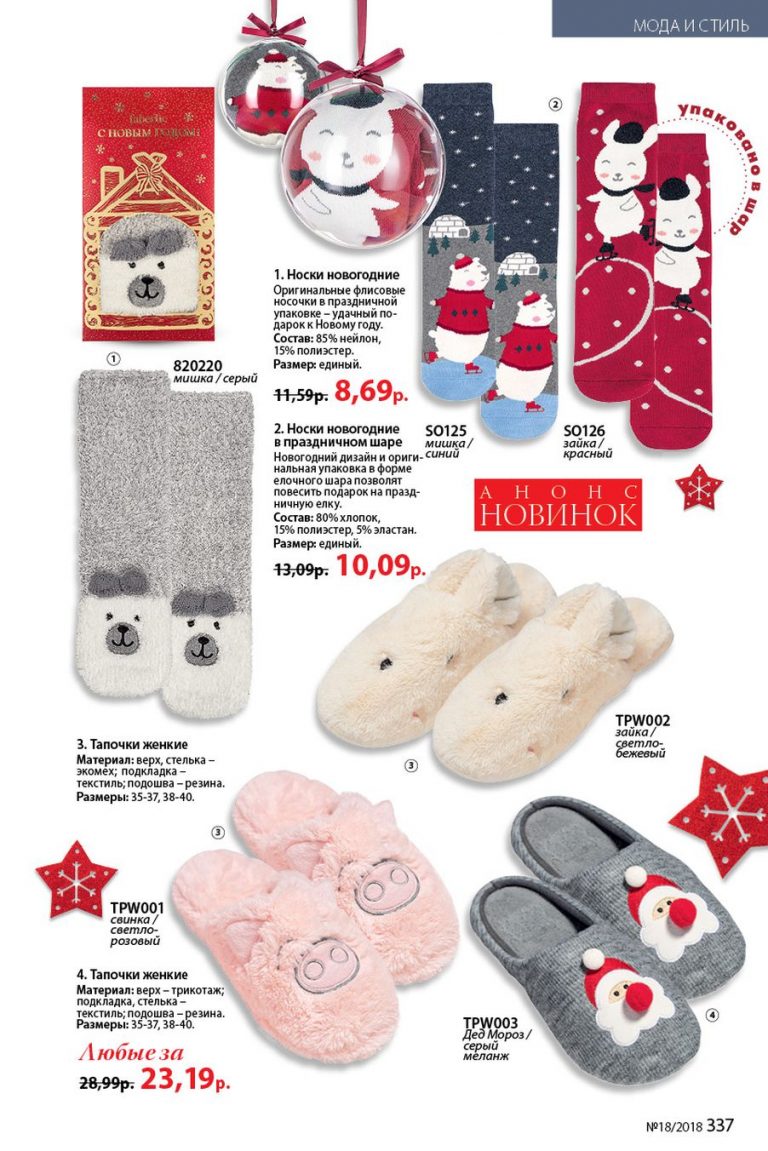 МОДА И СТИЛЬ
faberlic
С НОВЫМ ГОДОМ!
упаковано в шар
2
1
820220
мишка / серый
1. Носки новогодние
Оригинальные флисовые
носочки в праздничной
упаковке – удачный по-
дарок к Новому году.
Состав: 85% нейлон,
15% полиэстер.
Размер: единый.
11,59р. 8,69р.
2. Носки новогодние
в праздничном шаре
Новогодний дизайн и ориги-
нальная упаковка в форме
елочного шара позволят
повесить подарок на празд-
ничную елку.
Состав: 80% хлопок,
15% полиэстер, 5% эластан.
Размер: единый.
13,09р. 10,09р.
SO125
мишка /
синий
SO126
зайка /
красный
АНОНС
НОВИНОК
TPW002
зайка /
светло-
бежевый
3
3. Тапочки женкие
Материал: верх, стелька –
экомех; подкладка –
текстиль; подошва – резина.
Размеры: 35-37, 38-40.
3
TPW001
свинка /
светло-
розовый
4. Тапочки женкие
Материал: верх – трикотаж;
подкладка, стелька –
текстиль; подошва – резина.
Размеры: 35-37, 38-40.
Любые за
28,99р. 23,19р.
TPW003
Дед Мороз /
серый
меланж
4
№18/2018 337